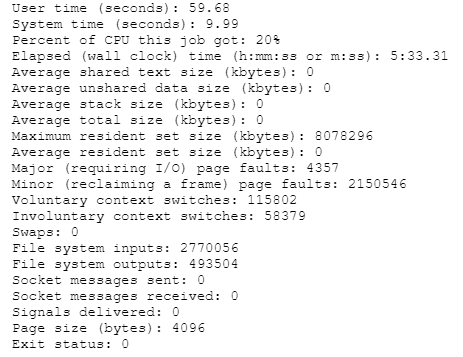 User time (seconds): 59.68
System time (seconds): 9.99
Percent of CPU this job got: 20%
Elapsed (wall clock) time (h:mm:ss or m:ss): 5:33.31
Average shared text size (kbytes): 0
Average unshared data size (kbytes): 0
Average stack size (kbytes): 0
Average total size (kbytes): 0
Maximum resident set size (kbytes): 8078296
Average resident set size (kbytes): 0
Major (requiring I/O) page faults: 4357
Minor (reclaiming a frame) page faults: 2150546
Voluntary context switches: 115802
Involuntary context switches: 58379
Swaps: 0
File system inputs: 2770056
File system outputs: 493504
Socket messages sent: 0
Socket messages received: 0
Signals delivered: 0
Page size (bytes): 4096
Exit status: 0